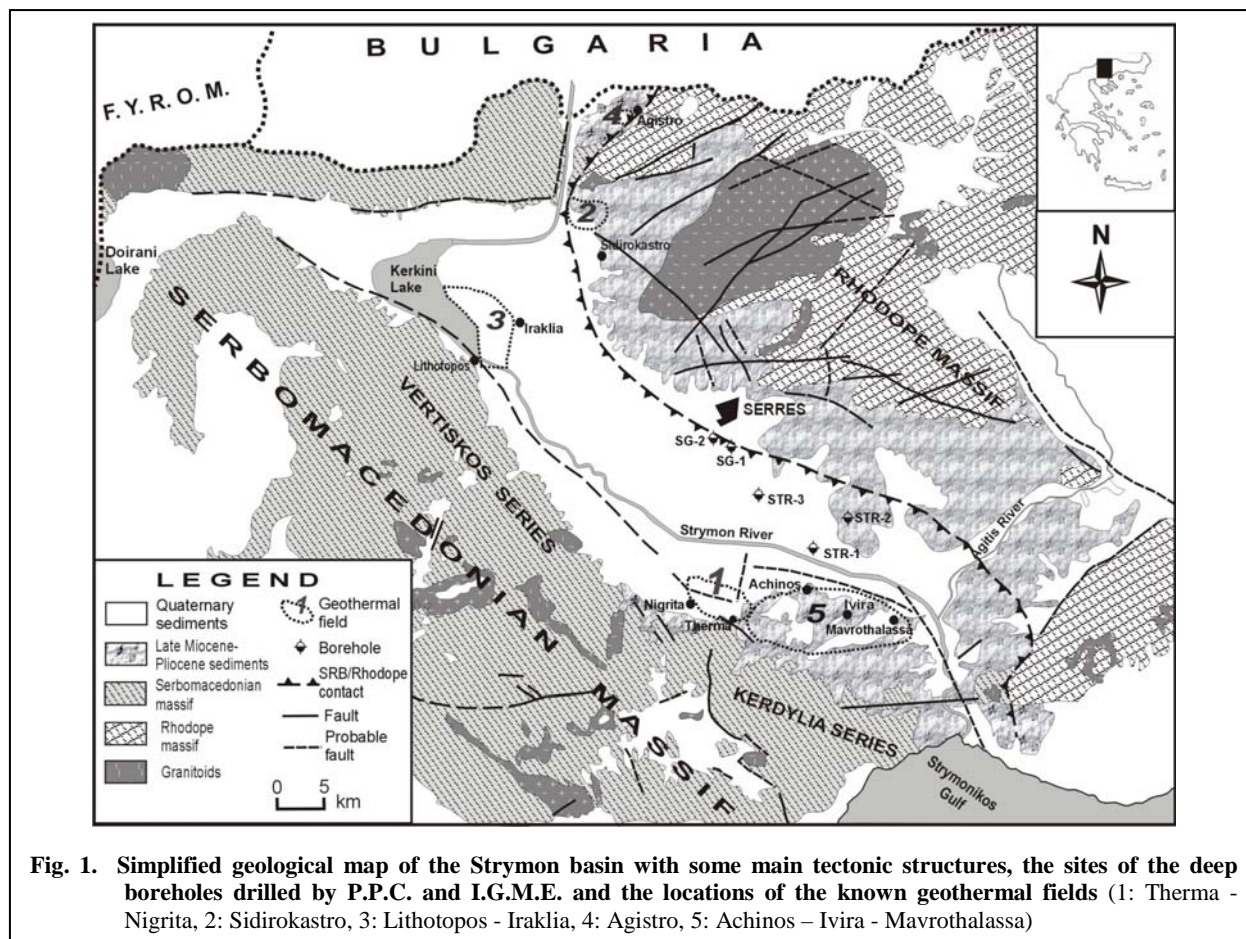 B U L G A R I A
F. Y. R. O. M.
4
Agistro
2
Sidirokastro
Doirani
Lake
Kerkini
Lake
3
Iraklia
Lithotopos
N
RHODOPE MASSIF
SERBOMACEDONIAN MASSIF
VERTISKOS SERIES
SERRES
SG-2
SG-1
STR-3
STR-2
STR-1
Strymon River
Agitis River
1
Achinos
Nigrita
Therma
5
Ivira
Mavrothalassa
KERDYLIA SERIES
Strymonikos
Gulf
LEGEND
Quaternary
sediments
Late Miocene-
Pliocene sediments
Serbomacedonian
massif
Rhodope
massif
Granitoids
1
Geothermal
field
Borehole
SRB/Rhodope
contact
Fault
Probable
fault
0 5
km
Fig. 1. Simplified geological map of the Strymon basin with some main tectonic structures, the sites of the deep
boreholes drilled by P.P.C. and I.G.M.E. and the locations of the known geothermal fields (1: Therma -
Nigrita, 2: Sidirokastro, 3: Lithotopos - Iraklia, 4: Agistro, 5: Achinos – Ivira - Mavrothalassa)